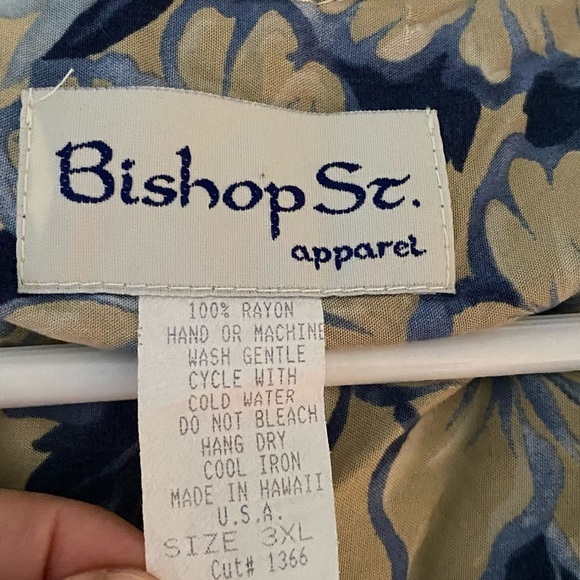 Bishop St.
apparel
100% RAYON
HAND OR MACHINE
WASH GENTLE
CYCLE WITH
COLD WATER
DO NOT BLEACH
HANG DRY
COOL IRON
MADE IN HAWAII
U.S.A.
SIZE 3XL
Cut# 1366